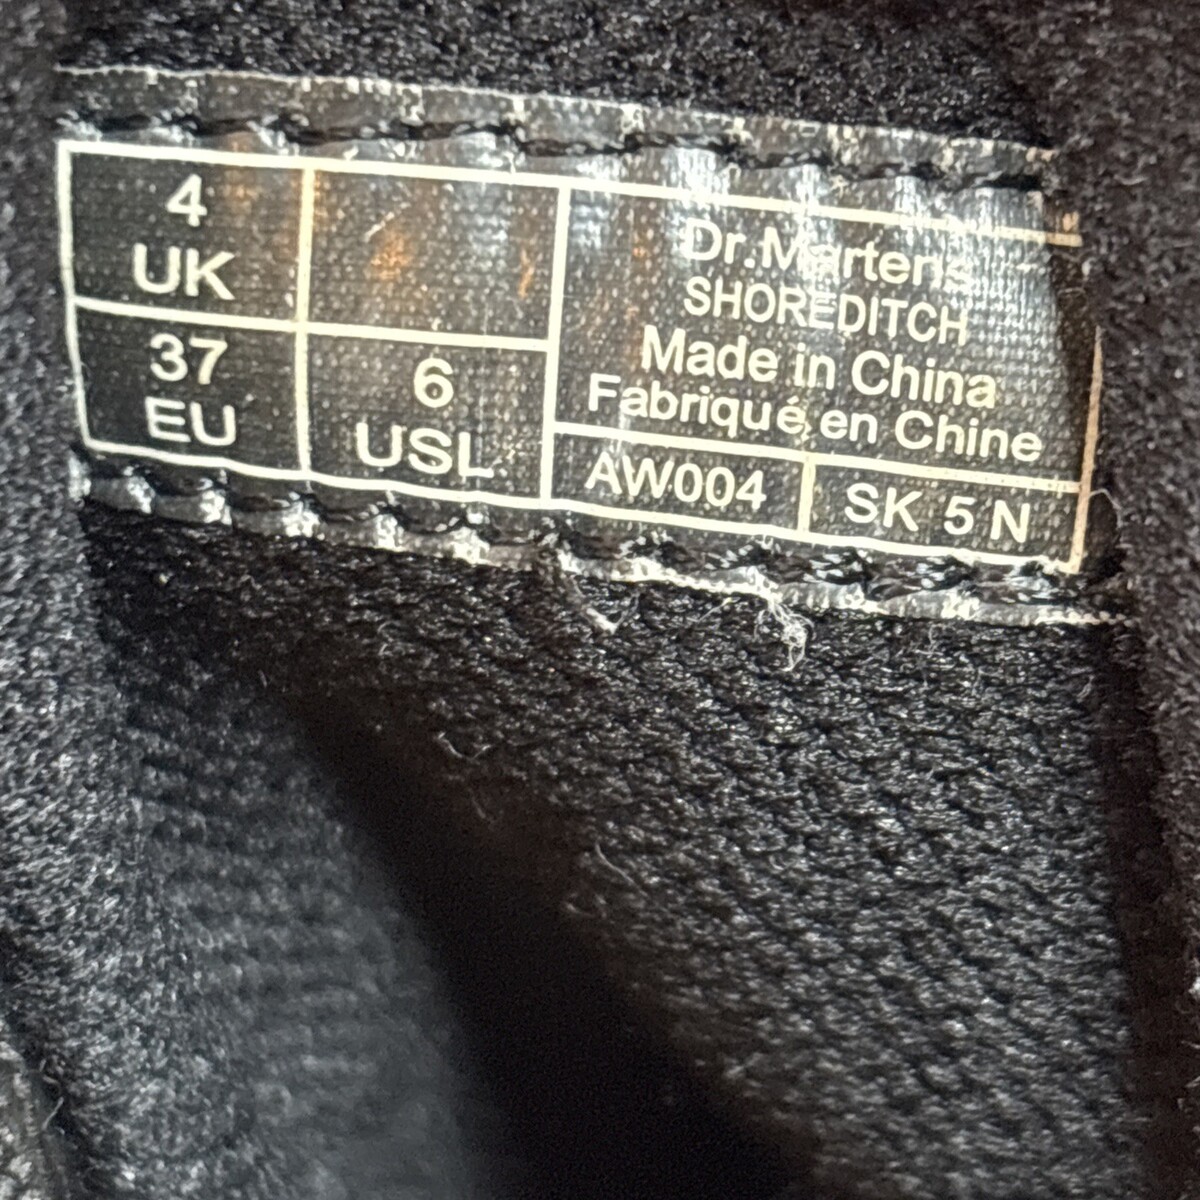 4
UK
37
EU
6
USL
Dr.Martens
SHOREDITCH
Made in China
Fabriqué en Chine
AW004
SK 5 N